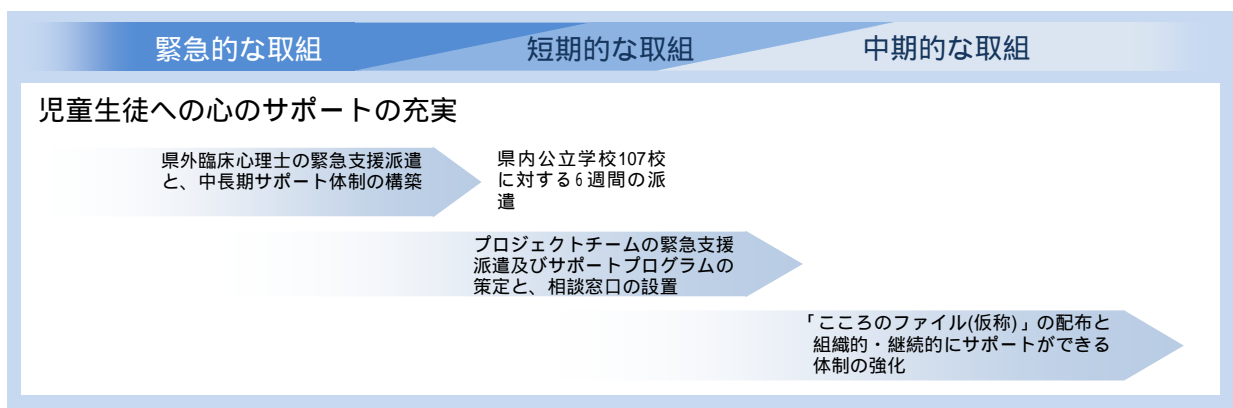 緊急的な取組
短期的な取組
中期的な取組
児童生徒への心のサポートの充実
県外臨床心理士の緊急支援派遣
と、中長期サポート体制の構築
県内公立学校107校
に対する6週間の派
遣
プロジェクトチームの緊急支援
派遣及びサポートプログラムの
策定と、相談窓口の設置
「こころのファイル(仮称)」の配布と
組織的・継続的にサポートができる
体制の強化